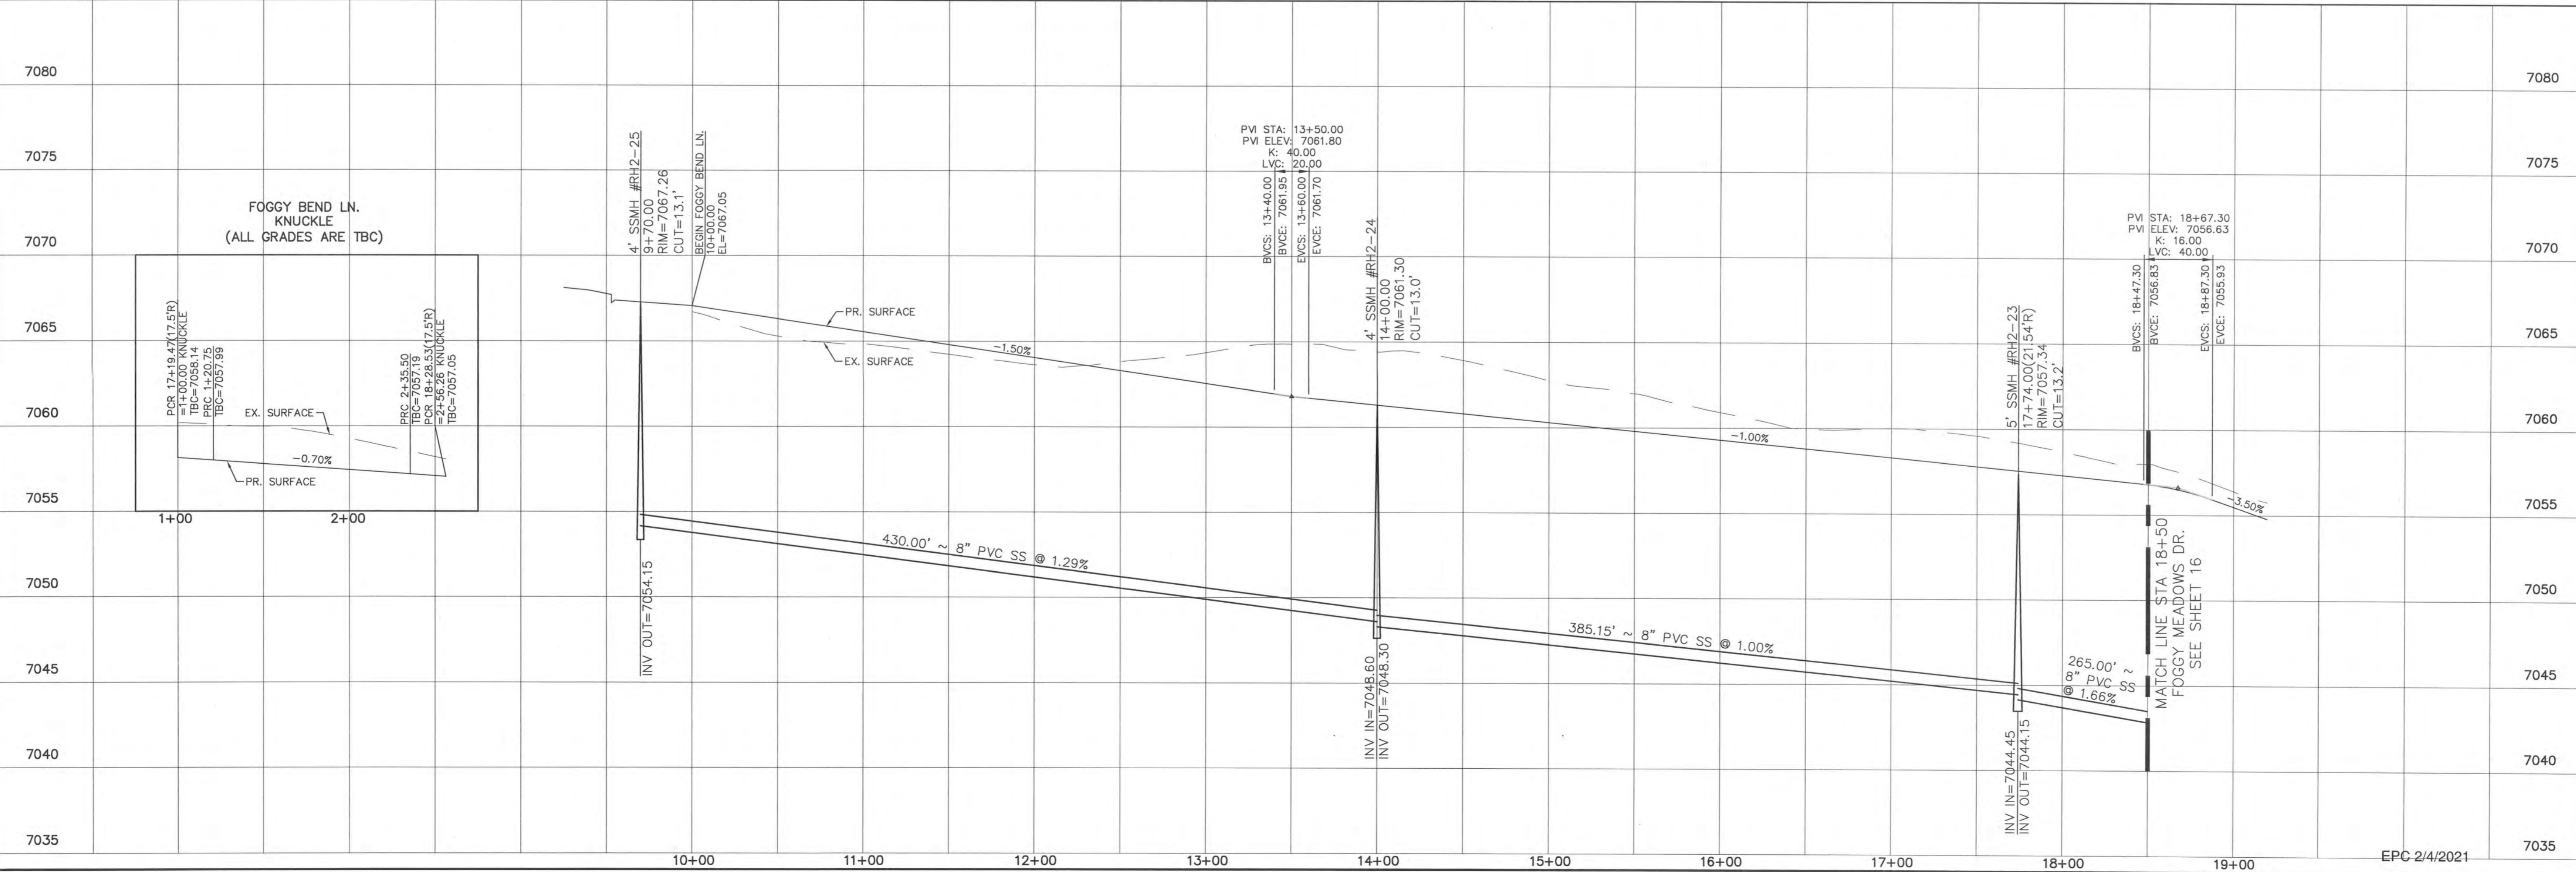 7080
7075
7070
7065
7060
7055
7050
7045
7040
7035
FOGGY BEND LN.
KNUCKLE
(ALL GRADES ARE TBC)
PCR 17+19.47(17.5'R)
=1+00.00 KNUCKLE
TBC=7058.14
PRC 1+20.75
TBC=7057.99
EX. SURFACE
-0.70%
PR. SURFACE
PRC 2+35.50
TBC=7057.19
PCR 18+28.53(17.5'R)
=2+56.26 KNUCKLE
TBC=7057.05
1+00
2+00
4' SSMH #RH2-25
9+70.00
RIM=7067.26
CUT=13.1'
BEGIN FOGGY BEND LN.
10+00.00
EL=7067.05
PR. SURFACE
EX. SURFACE
-1.50%
INV OUT=7054.15
430.00' ~ 8" PVC SS @ 1.29%
PVI STA: 13+50.00
PVI ELEV: 7061.80
K: 40.00
LVC: 20.00
BVCS: 13+40.00
BVCE: 7061.95
EVCS: 13+60.00
EVCE: 7061.70
4' SSMH #RH2-24
14+00.00
RIM=7061.30
CUT=13.0'
INV IN=7048.60
INV OUT=7048.30
-1.00%
385.15' ~ 8" PVC SS @ 1.00%
5' SSMH #RH2-23
17+74.00(21.54'R)
RIM=7057.34
CUT=13.2'
INV IN=7044.45
INV OUT=7044.15
265.00' ~
8" PVC SS
@ 1.66%
PVI STA: 18+67.30
PVI ELEV: 7056.63
K: 16.00
LVC: 40.00
BVCS: 18+47.30
BVCE: 7056.83
EVCS: 18+87.30
EVCE: 7055.93
-3.50%
MATCH LINE STA 18+50
FOGGY MEADOWS DR.
SEE SHEET 16
7080
7075
7070
7065
7060
7055
7050
7045
7040
7035
10+00
11+00
12+00
13+00
14+00
15+00
16+00
17+00
18+00
19+00
EPC 2/4/2021